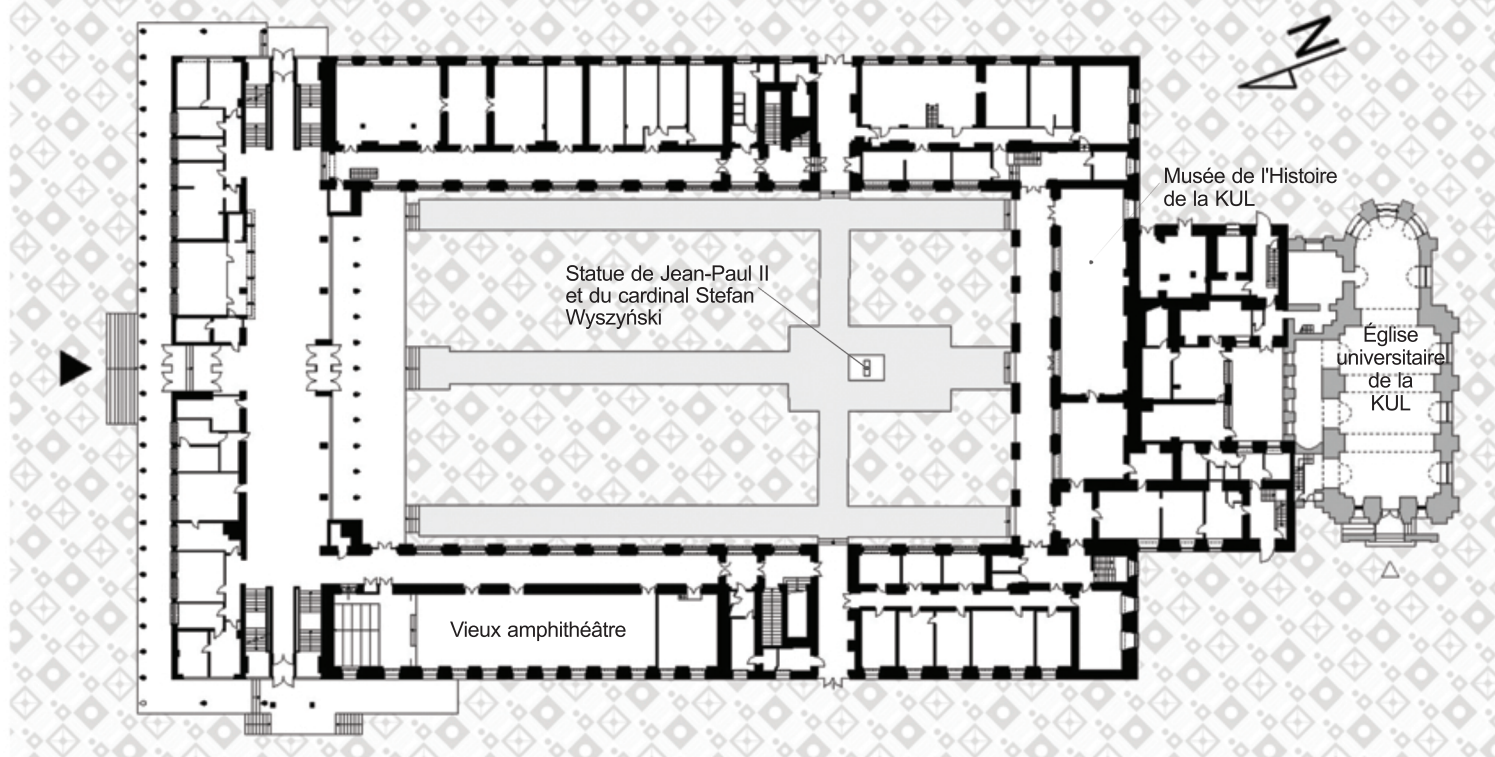 N
Musée de l'Histoire
de la KUL
Statue de Jean-Paul II
et du cardinal Stefan
Wyszyński
Église
universitaire
de la
KUL
Vieux amphithéâtre